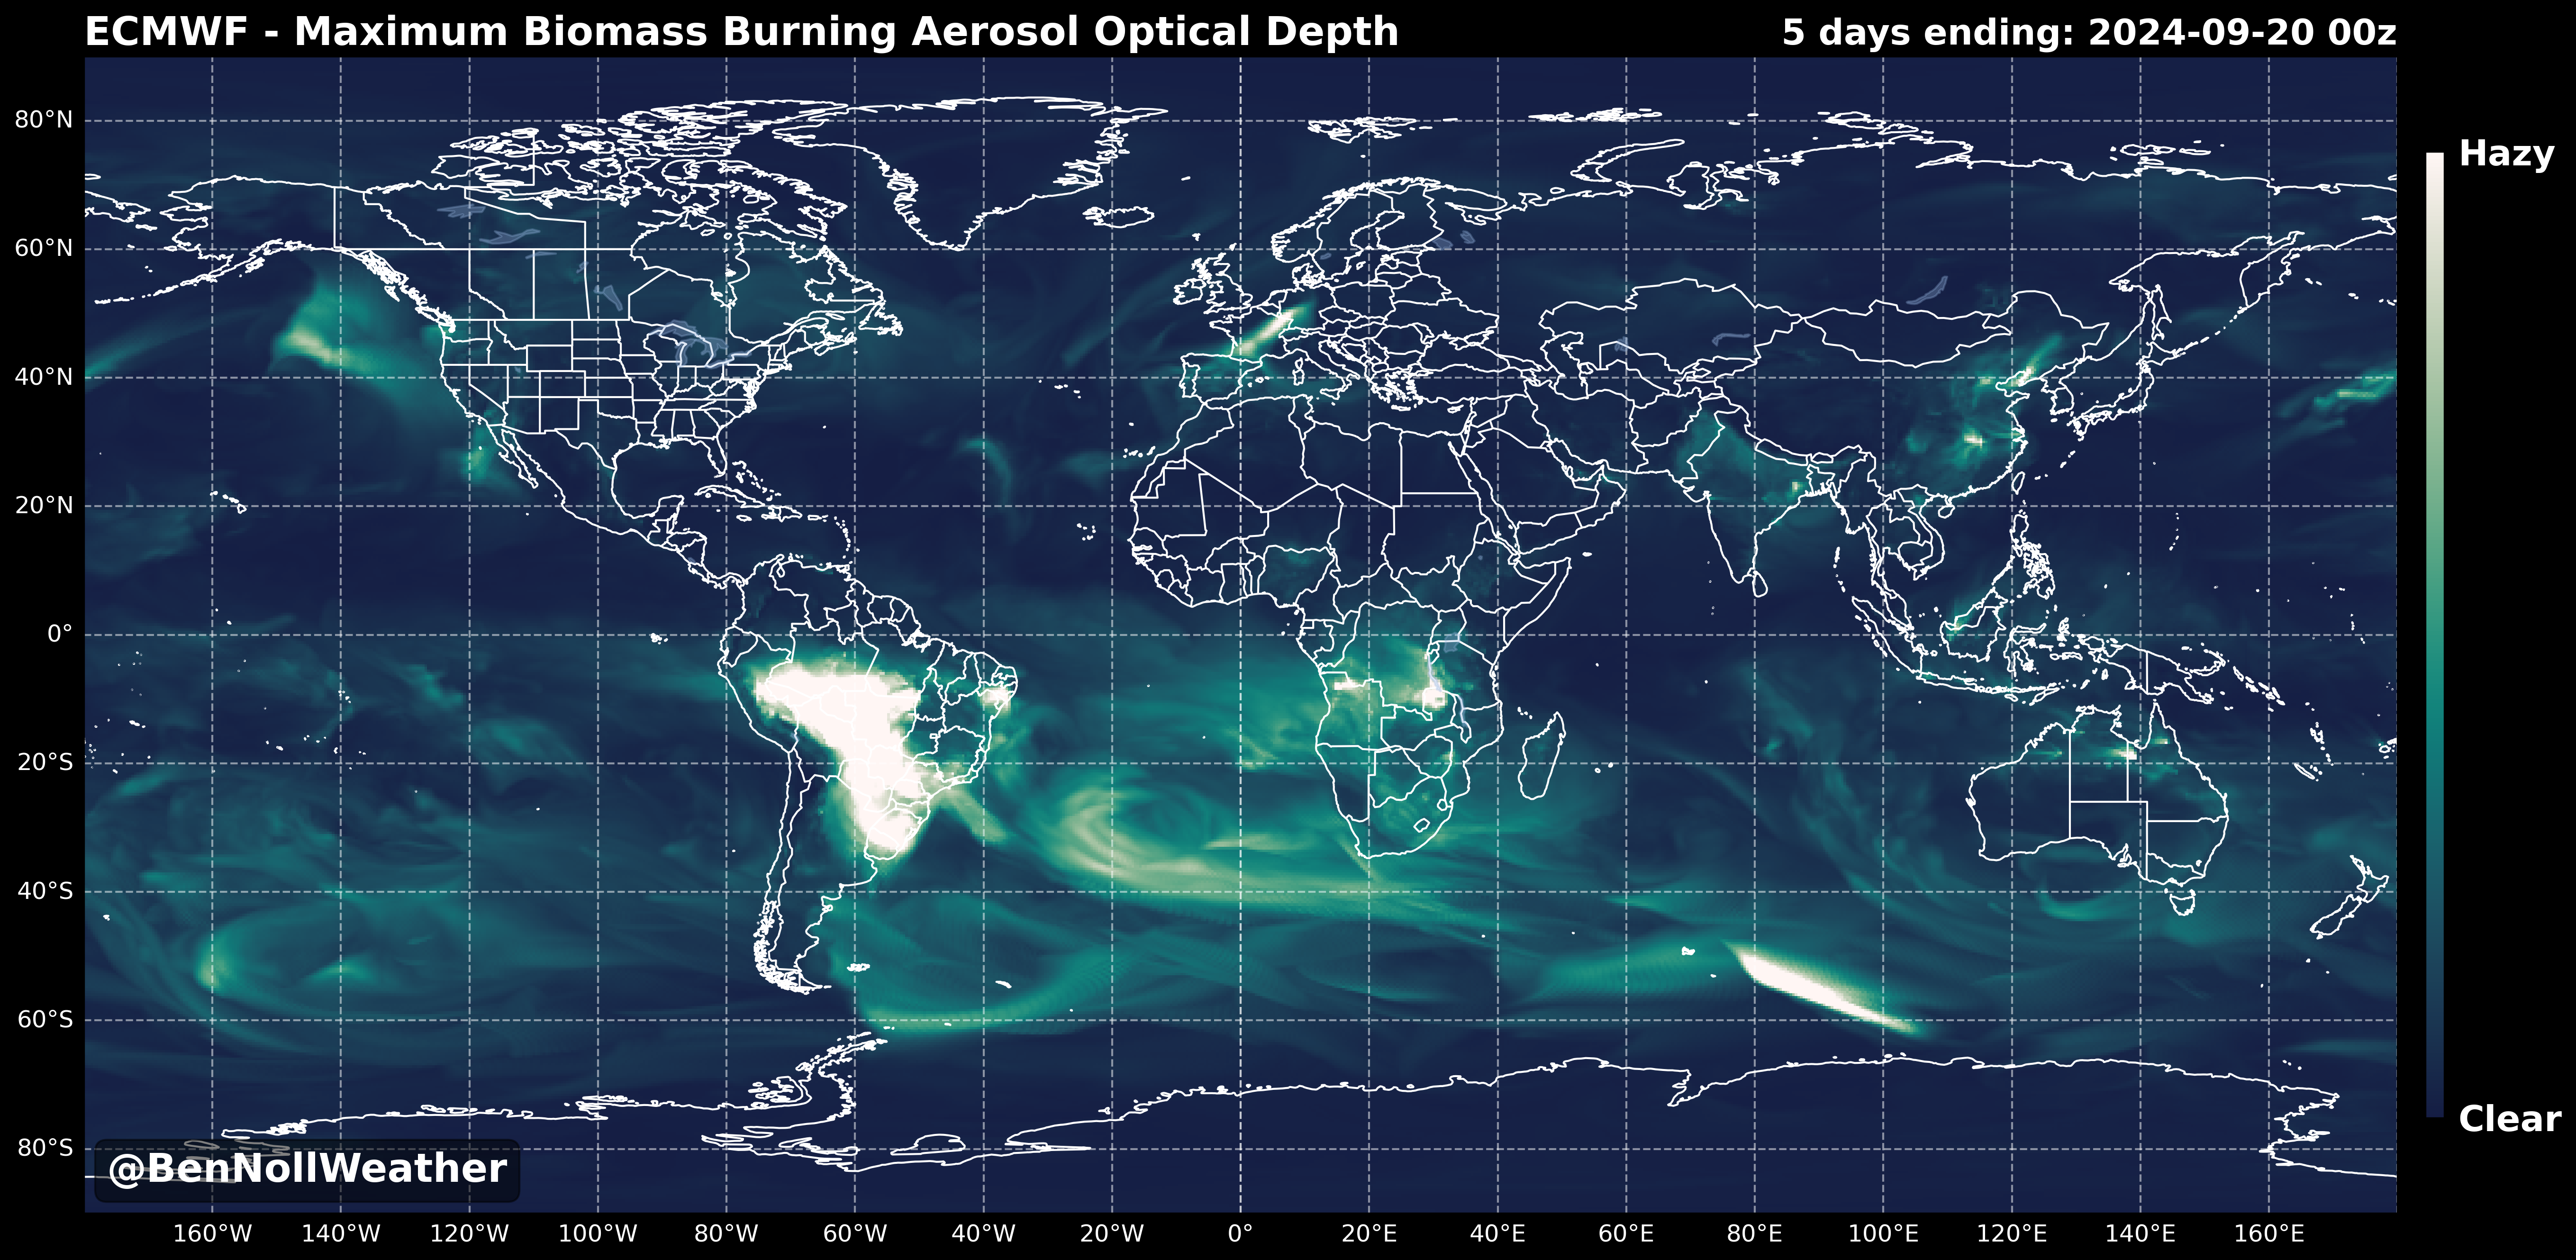 ECMWF - Maximum Biomass Burning Aerosol Optical Depth
5 days ending: 2024-09-20 00z
Hazy
80°N
60°N
40°N
20°N
0°
20°S
40°S
60°S
80°S
Clear
@BenNollWeather
160°W 140°W 120°W 100°W 80°W 60°W 40°W 20°W 0° 20°E 40°E 60°E 80°E 100°E 120°E 140°E 160°E